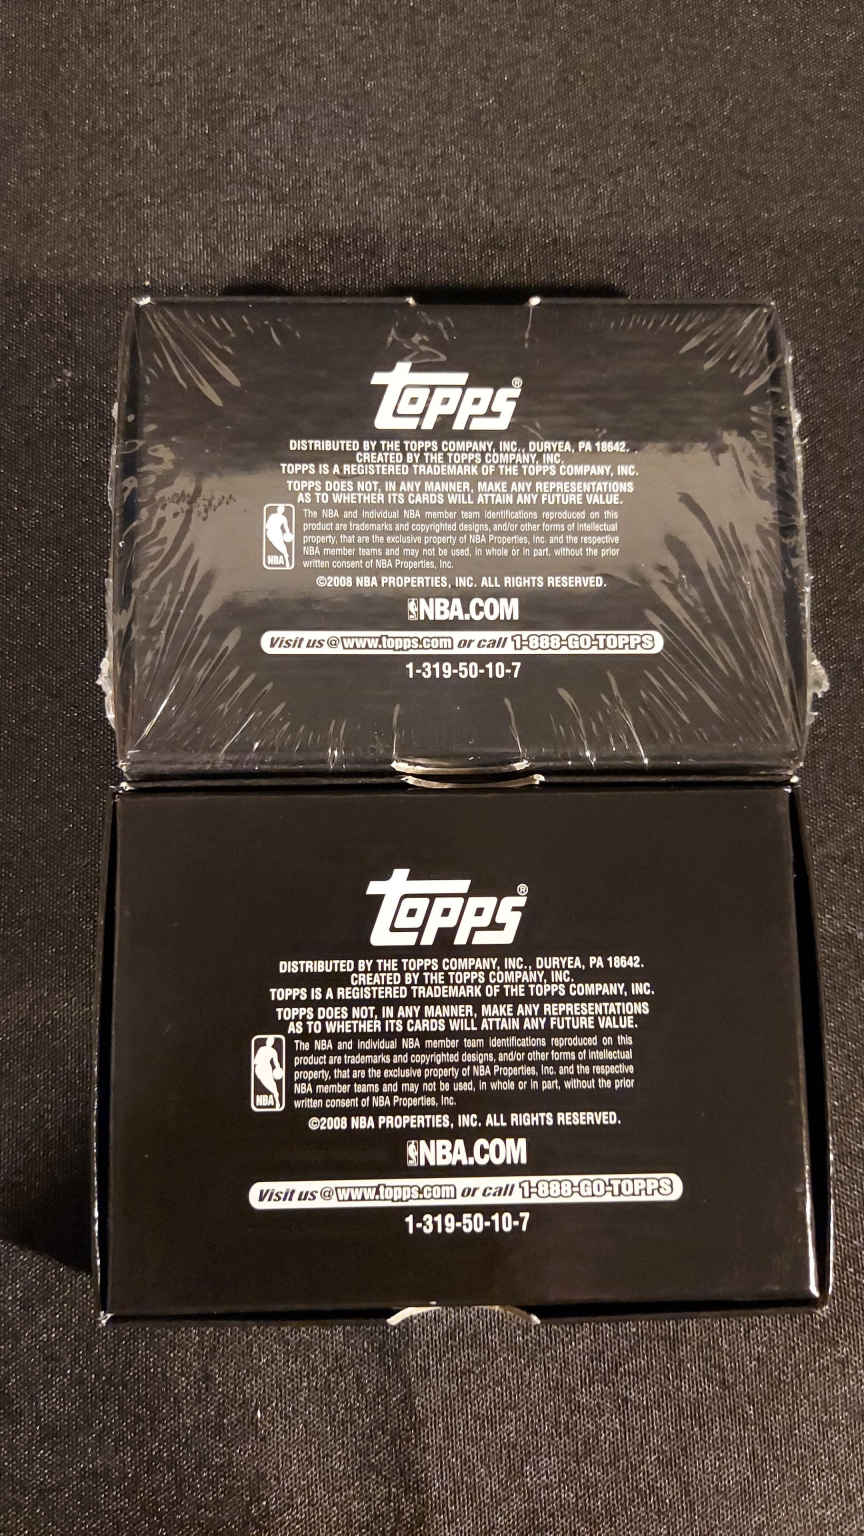 Topps®
DISTRIBUTED BY THE TOPPS COMPANY, INC., DURYEA, PA 18642.
CREATED BY THE TOPPS COMPANY, INC.
TOPPS IS A REGISTERED TRADEMARK OF THE TOPPS COMPANY, INC.
TOPPS DOES NOT, IN ANY MANNER, MAKE ANY REPRESENTATIONS
AS TO WHETHER ITS CARDS WILL ATTAIN ANY FUTURE VALUE.
The NBA and individual NBA member team identifications reproduced on this
product are trademarks and copyrighted designs, and/or other forms of intellectual
property, that are the exclusive property of NBA Properties, Inc. and the respective
NBA member teams and may not be used, in whole or in part, without the prior
written consent of NBA Properties, Inc.
NBA
©2008 NBA PROPERTIES, INC. ALL RIGHTS RESERVED.
NBA.COM
Visit us @ www.topps.com or call 1-888-GO-TOPPS
1-319-50-10-7
Topps®
DISTRIBUTED BY THE TOPPS COMPANY, INC., DURYEA, PA 18642.
CREATED BY THE TOPPS COMPANY, INC.
TOPPS IS A REGISTERED TRADEMARK OF THE TOPPS COMPANY, INC.
TOPPS DOES NOT, IN ANY MANNER, MAKE ANY REPRESENTATIONS
AS TO WHETHER ITS CARDS WILL ATTAIN ANY FUTURE VALUE.
The NBA and individual NBA member team identifications reproduced on this
product are trademarks and copyrighted designs, and/or other forms of intellectual
property, that are the exclusive property of NBA Properties, Inc. and the respective
NBA member teams and may not be used, in whole or in part, without the prior
written consent of NBA Properties, Inc.
NBA
©2008 NBA PROPERTIES, INC. ALL RIGHTS RESERVED.
NBA.COM
Visit us @ www.topps.com or call 1-888-GO-TOPPS
1-319-50-10-7